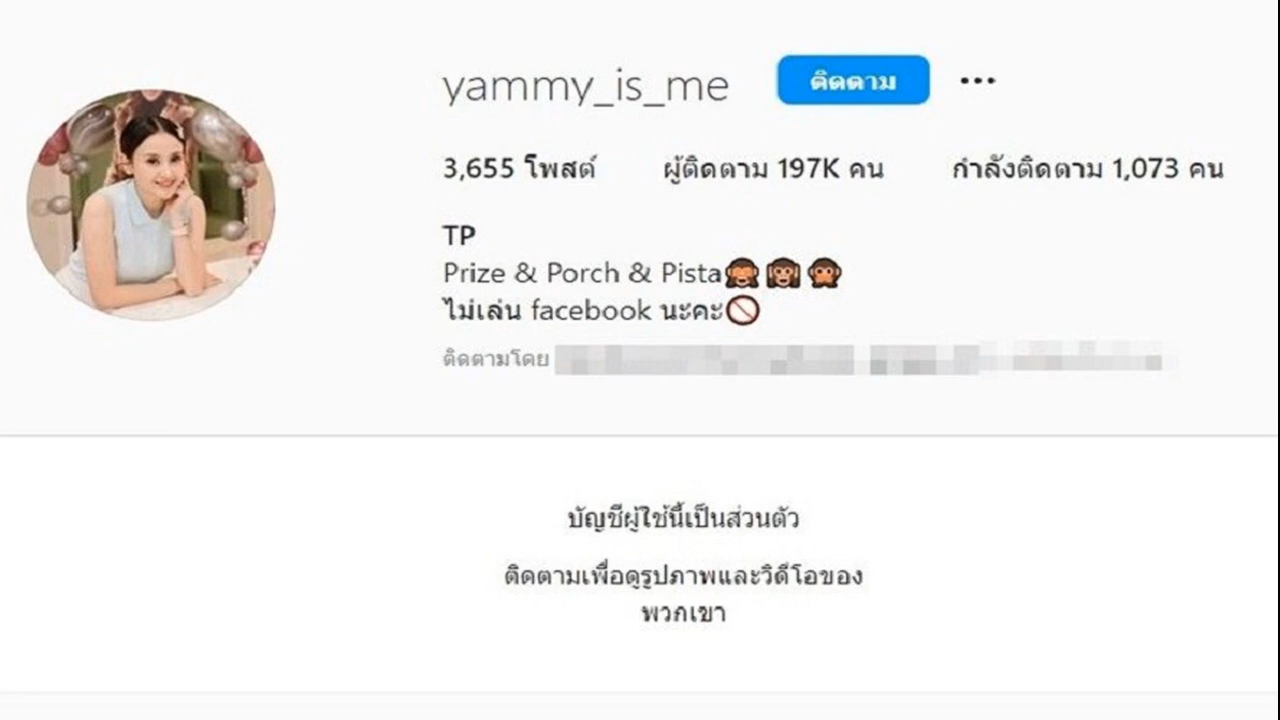 yammy_is_me ติดตาม
3,655 โพสต์ ผู้ติดตาม 197K คน กำลังติดตาม 1,073 คน
TP
Prize & Porch & Pista🙈🙉🙊
ไม่เล่น facebook นะคะ🚫
ติดตามโดย
บัญชีผู้ใช้นี้เป็นส่วนตัว
ติดตามเพื่อดูรูปภาพและวิดีโอของ
พวกเขา